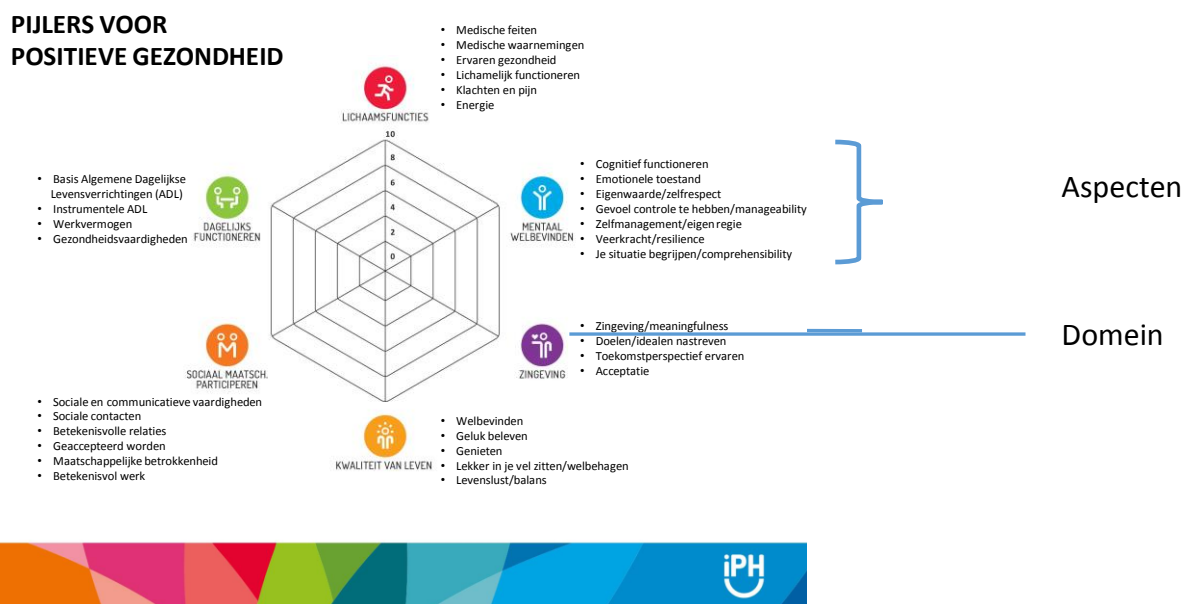 PIJLERS VOOR
POSITIEVE GEZONDHEID
• Medische feiten
• Medische waarnemingen
• Ervaren gezondheid
• Lichamelijk functioneren
• Klachten en pijn
• Energie
LICHAAMSFUNCTIES
10
8
6
4
2
0
• Basis Algemene Dagelijkse
Levensverrichtingen (ADL)
• Instrumentele ADL
• Werkvermogen
• Gezondheidsvaardigheden
DAGELIJKS
FUNCTIONEREN
MENTAAL
WELBEVINDEN
• Cognitief functioneren
• Emotionele toestand
• Eigenwaarde/zelfrespect
• Gevoel controle te hebben/manageability
• Zelfmanagement/eigen regie
• Veerkracht/resilience
• Je situatie begrijpen/comprehensibility
Aspecten
SOCIAAL MAATSCH.
PARTICIPEREN
• Sociale en communicatieve vaardigheden
• Sociale contacten
• Betekenisvolle relaties
• Geaccepteerd worden
• Maatschappelijke betrokkenheid
• Betekenisvol werk
ZINGEVING
• Zingeving/meaningfulness
• Doelen/idealen nastreven
• Toekomstperspectief ervaren
• Acceptatie
Domein
KWALITEIT VAN LEVEN
• Welbevinden
• Geluk beleven
• Genieten
• Lekker in je vel zitten/welbehagen
• Levenslust/balans
iPH